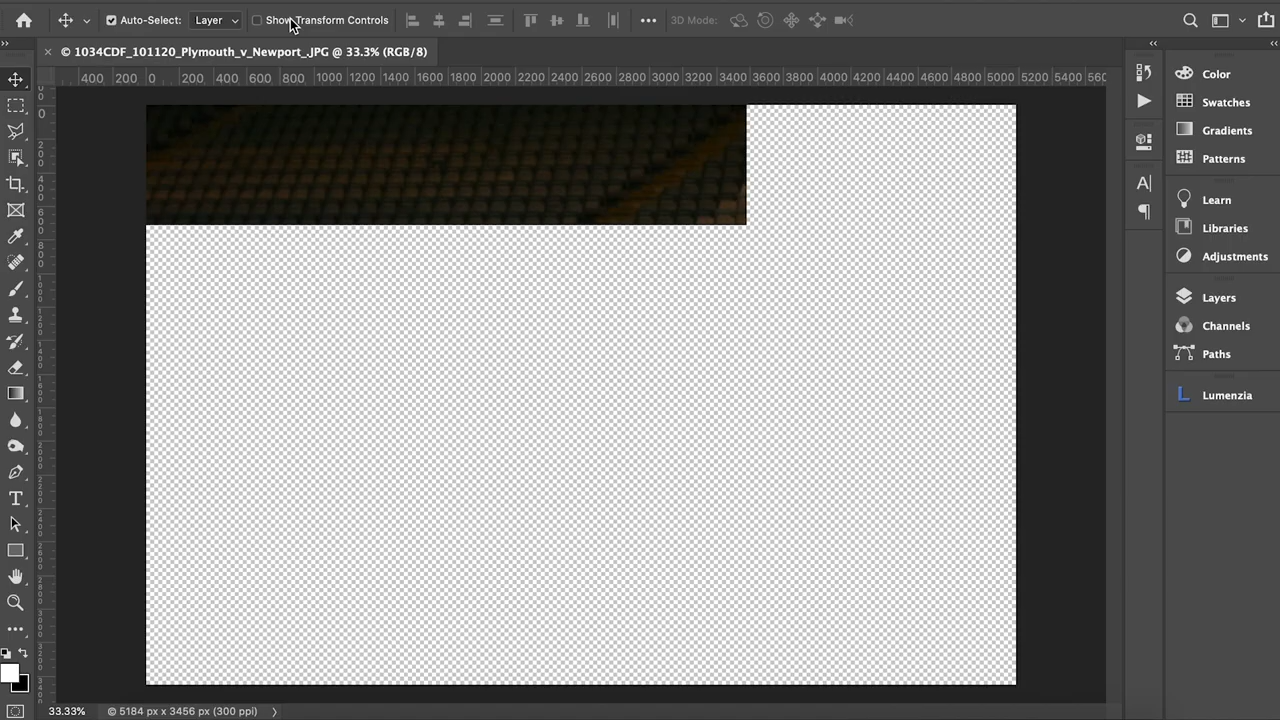 Auto-Select: Layer Show Transform Controls 3D Mode:
× © 1034CDF_101120_Plymouth_v_Newport_.JPG @ 33.3% (RGB/8)
400 200 0 200 400 600 800 1000 1200 1400 1600 1800 2000 2200 2400 2600 2800 3000 3200 3400 3600 3800 4000 4200 4400 4600 4800 5000 5200 5400 560
Color
Swatches
Gradients
Patterns
Learn
Libraries
Adjustments
Layers
Channels
Paths
L Lumenzia
33.33% © 5184 px x 3456 px (300 ppi)